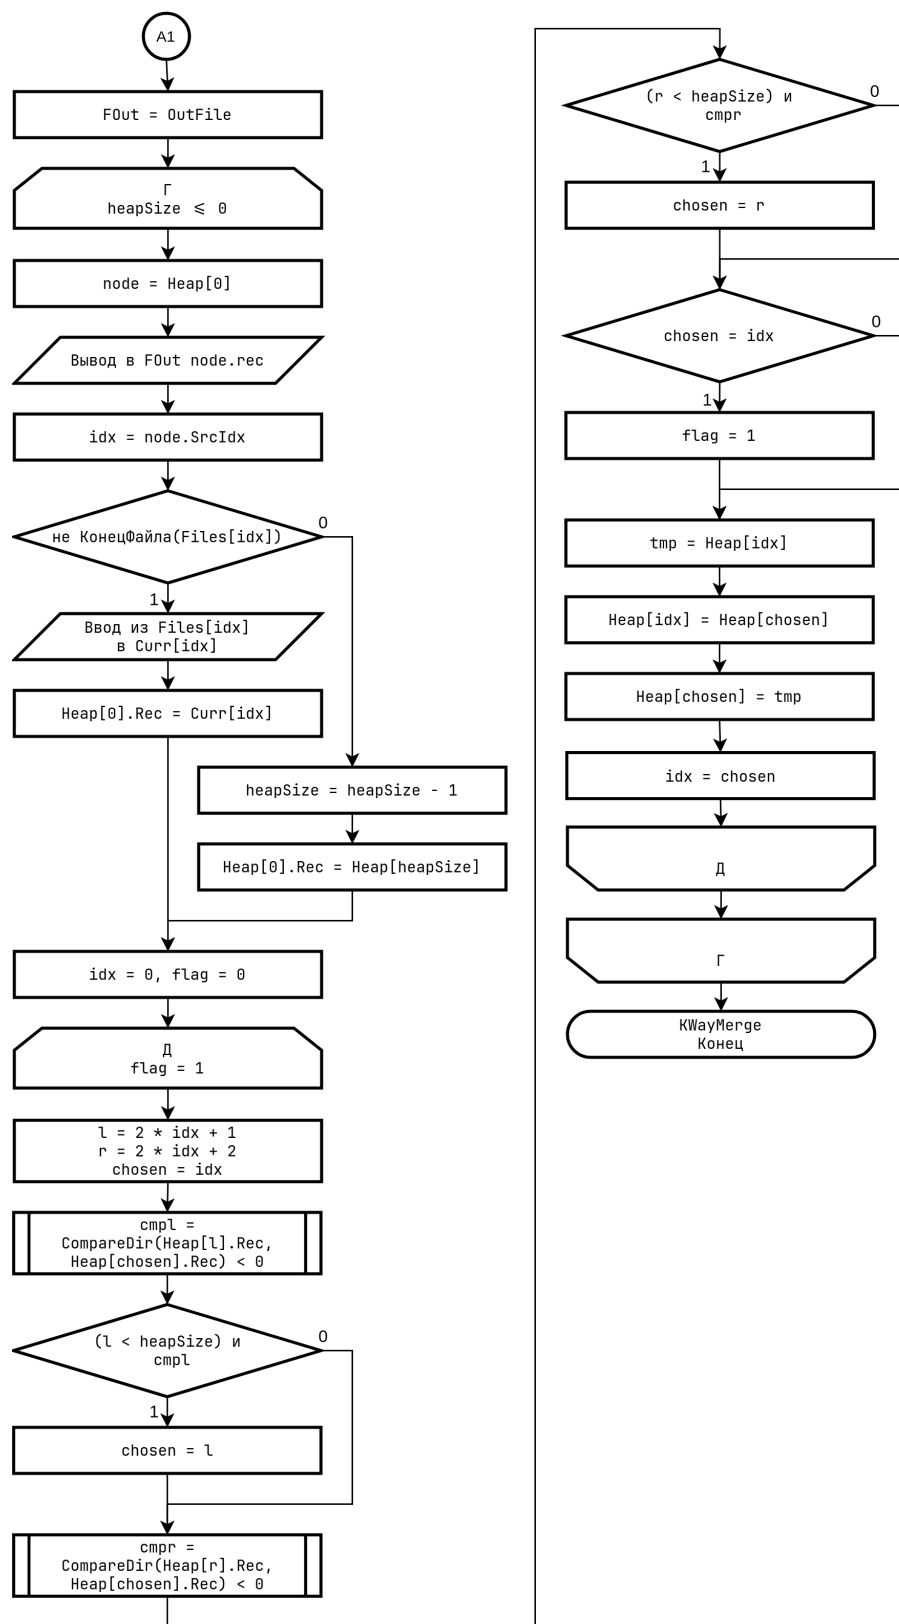 A1
FOut = OutFile
Г
heapSize ⩽ 0
node = Heap[0]
Вывод в FOut node.rec
idx = node.SrcIdx
не КонецФайла(Files[idx])
0
1
Ввод из Files[idx]
в Curr[idx]
Heap[0].Rec = Curr[idx]
heapSize = heapSize - 1
Heap[0].Rec = Heap[heapSize]
idx = 0, flag = 0
Д
flag = 1
l = 2 * idx + 1
r = 2 * idx + 2
chosen = idx
cmpl =
CompareDir(Heap[l].Rec,
Heap[chosen].Rec) < 0
(l < heapSize) и
cmpl
0
1
chosen = l
cmpr =
CompareDir(Heap[r].Rec,
Heap[chosen].Rec) < 0
(r < heapSize) и
cmpr
0
1
chosen = r
chosen = idx
0
1
flag = 1
tmp = Heap[idx]
Heap[idx] = Heap[chosen]
Heap[chosen] = tmp
idx = chosen
Д
Г
KWayMerge
Конец